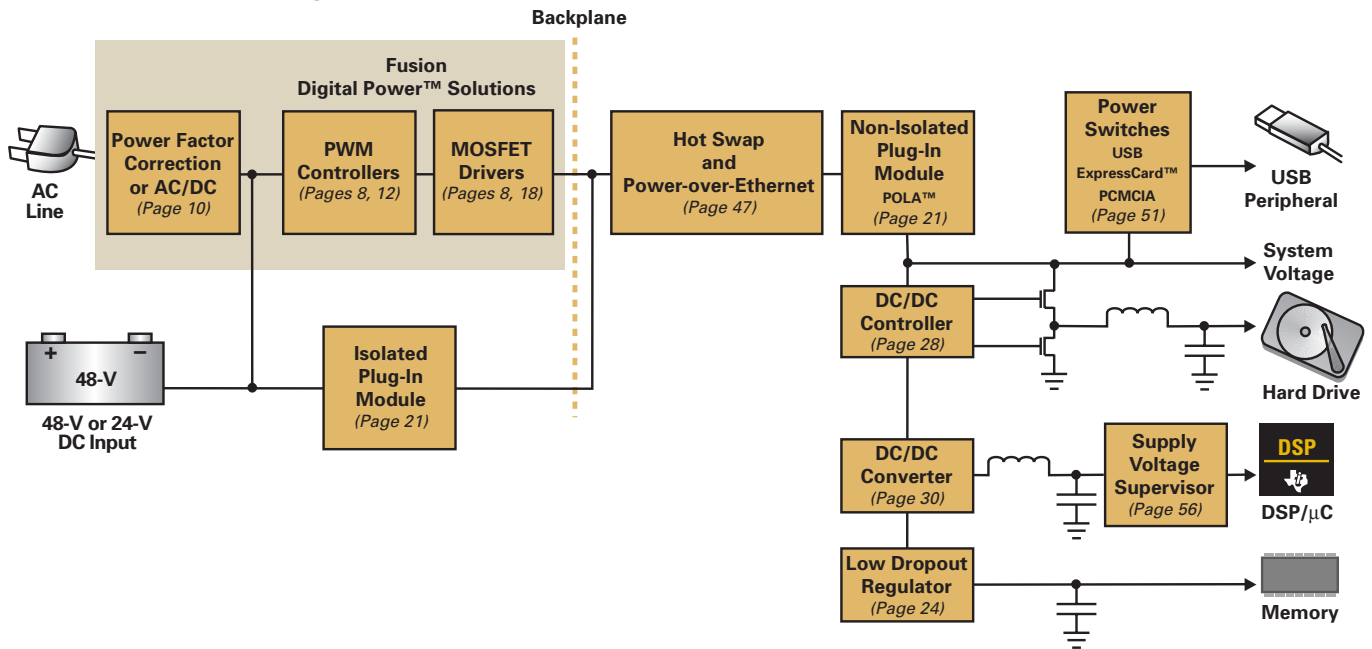 Backplane
Fusion
Digital Power™ Solutions
AC
Line
Power Factor
Correction
or AC/DC
(Page 10)
PWM
Controllers
(Pages 8, 12)
MOSFET
Drivers
(Pages 8, 18)
Hot Swap
and
Power-over-Ethernet
(Page 47)
Non-Isolated
Plug-In
Module
POLA™
(Page 21)
Power
Switches
USB
ExpressCard™
PCMCIA
(Page 51)
USB
Peripheral
System
Voltage
DC/DC
Controller
(Page 28)
Hard Drive
+ –
48-V
48-V or 24-V
DC Input
Isolated
Plug-In
Module
(Page 21)
DC/DC
Converter
(Page 30)
Supply
Voltage
Supervisor
(Page 56)
DSP
DSP/µC
Low Dropout
Regulator
(Page 24)
Memory